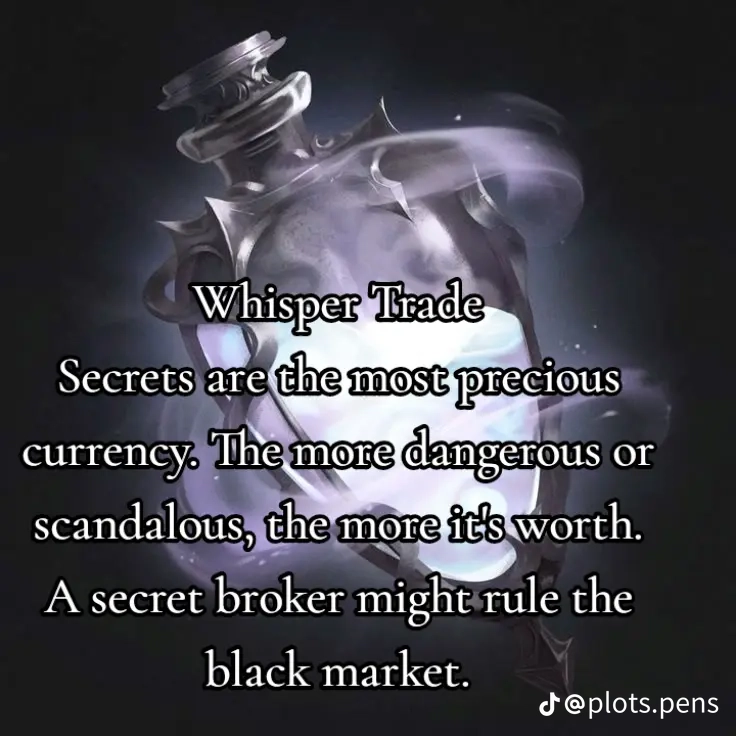 Whisper Trade
Secrets are the most precious
currency. The more dangerous or
scandalous, the more it's worth.
A secret broker might rule the
black market.
@plots.pens